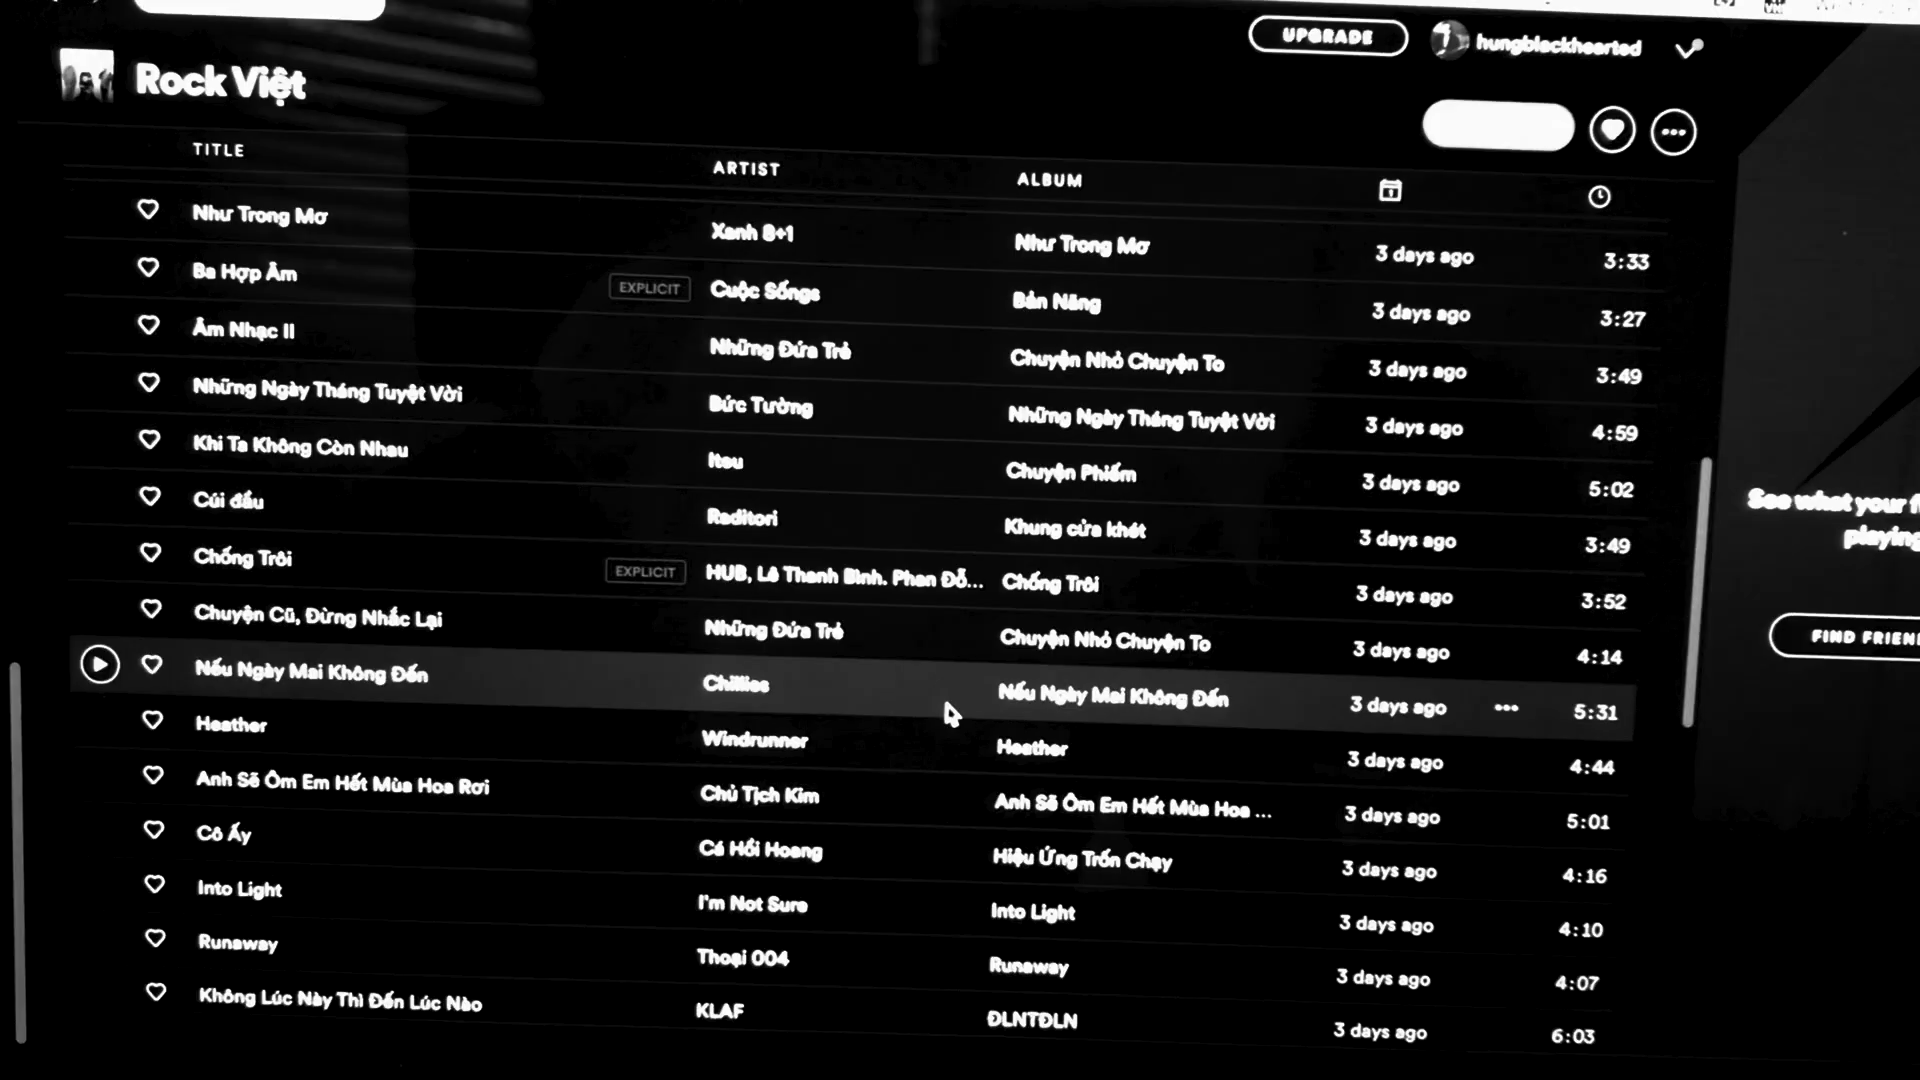 UPGRADE
hungblackhearted
Rock Việt
TITLE ARTIST ALBUM
Như Trong Mơ Xanh 8+1 Như Trong Mơ 3 days ago 3:33
Ba Hợp Âm EXPLICIT Cuộc Sống Bản Năng 3 days ago 3:27
Âm Nhạc II Những Đứa Trẻ Chuyện Nhỏ Chuyện To 3 days ago 3:49
Những Ngày Tháng Tuyệt Vời Bức Tường Những Ngày Tháng Tuyệt Vời 3 days ago 4:59
Khi Ta Không Còn Nhau Itsu Chuyện Phiếm 3 days ago 5:02
Cúi đầu Raditori Khung cửa khét 3 days ago 3:49
Chống Trôi EXPLICIT HUB, Lê Thanh Bình. Phan Đỗ... Chống Trôi 3 days ago 3:52
Chuyện Cũ, Đừng Nhắc Lại Những Đứa Trẻ Chuyện Nhỏ Chuyện To 3 days ago 4:14
Nếu Ngày Mai Không Đến Chillies Nếu Ngày Mai Không Đến 3 days ago 5:31
Heather Windrunner Heather 3 days ago 4:44
Anh Sẽ Ôm Em Hết Mùa Hoa Rơi Chủ Tịch Kim Anh Sẽ Ôm Em Hết Mùa Hoa ... 3 days ago 5:01
Cô Ấy Cá Hồi Hoang Hiệu Ứng Trốn Chạy 3 days ago 4:16
Into Light I'm Not Sure Into Light 3 days ago 4:10
Runaway Thoại 004 Runaway 3 days ago 4:07
Không Lúc Này Thì Đến Lúc Nào KLAF ĐLNTĐLN 3 days ago 6:03
See what your
playing
FIND